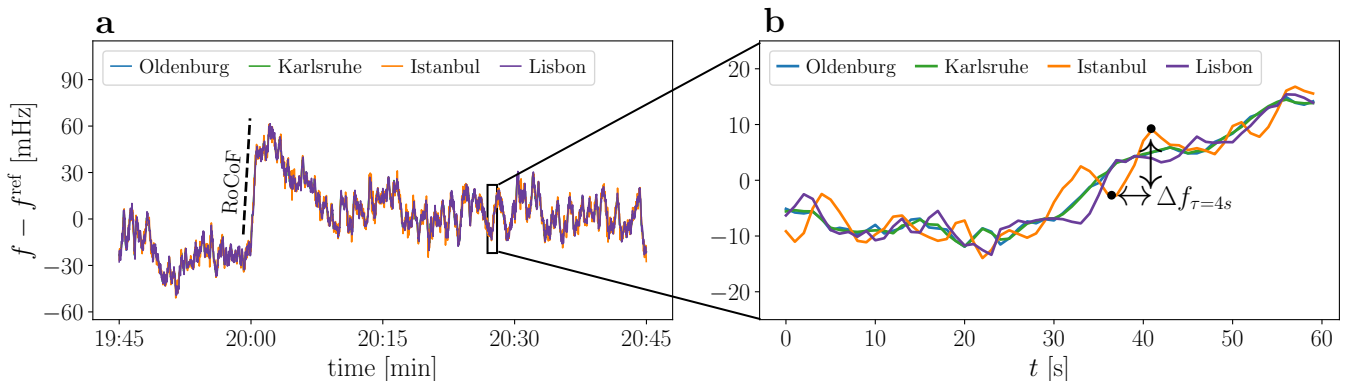 a
f − f^ref [mHz]
90
60
30
0
−30
−60
Oldenburg Karlsruhe Istanbul Lisbon
RoCoF
19:45 20:00 20:15 20:30 20:45
time [min]
b
20
10
0
−10
−20
Oldenburg Karlsruhe Istanbul Lisbon
Δf_τ=4s
0 10 20 30 40 50 60
t [s]